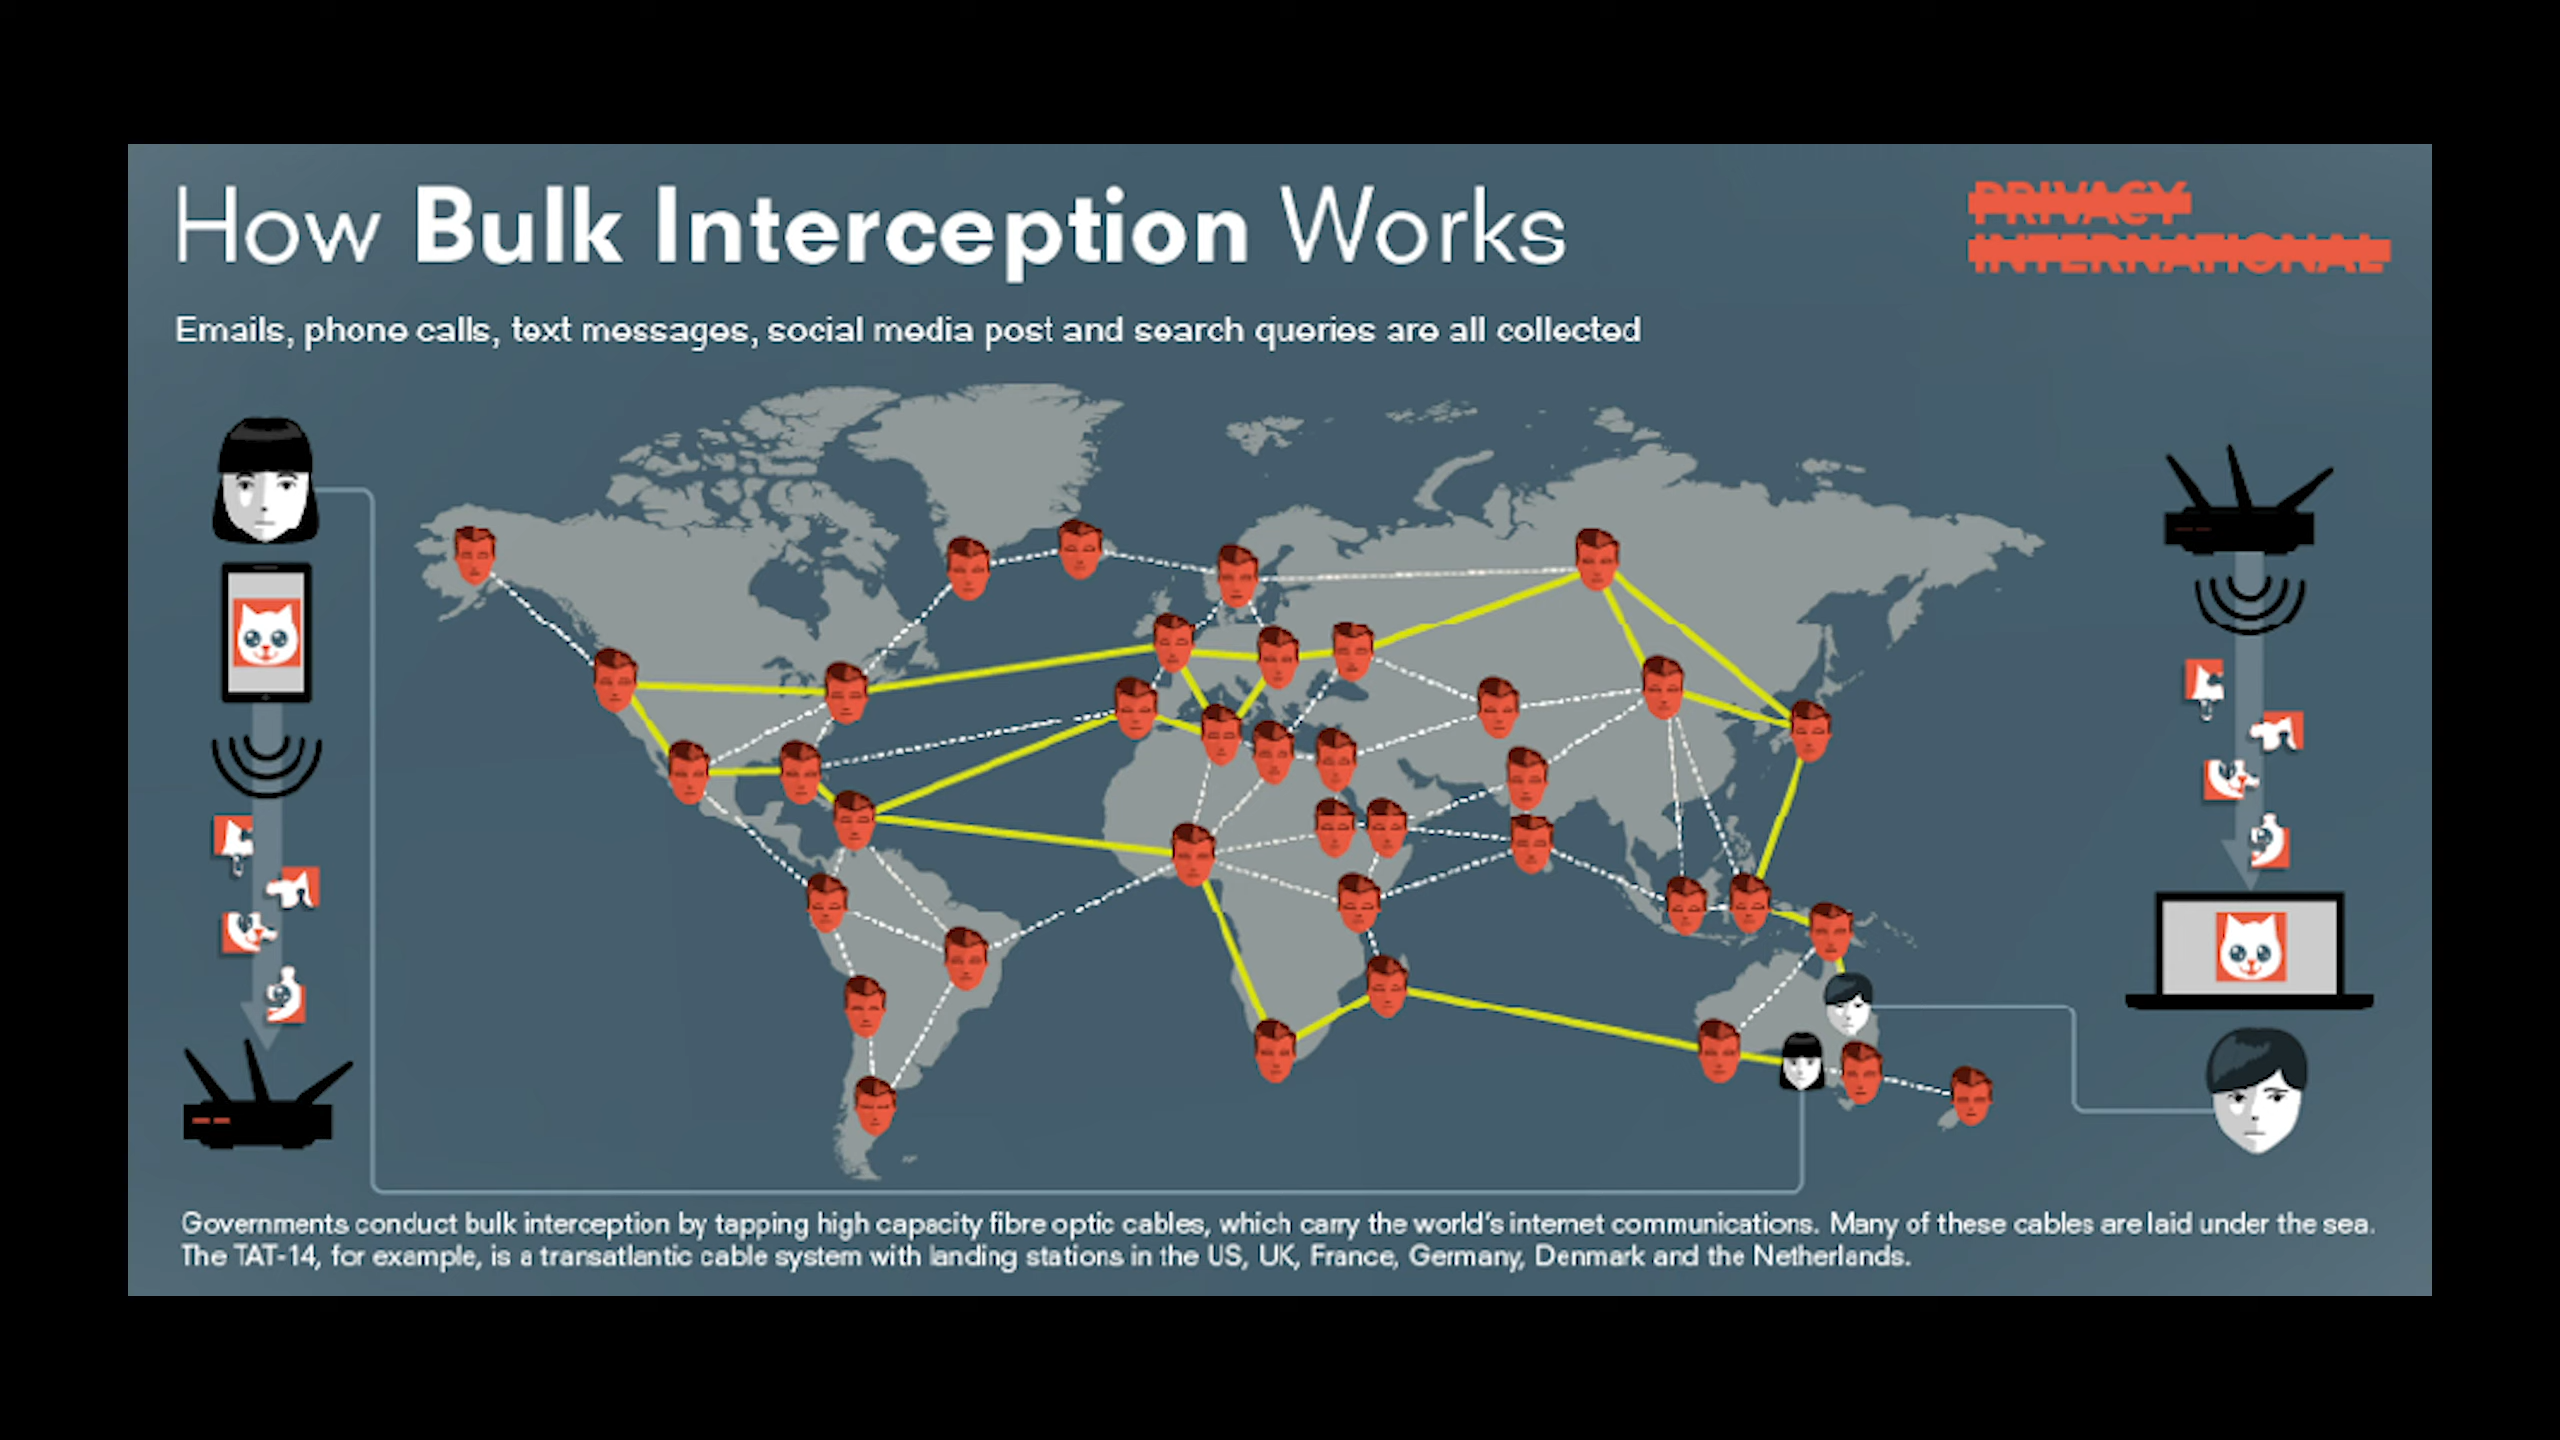 How Bulk Interception Works
PRIVACY
INTERNATIONAL
Emails, phone calls, text messages, social media post and search queries are all collected
Governments conduct bulk interception by tapping high capacity fibre optic cables, which carry the world's internet communications. Many of these cables are laid under the sea.
The TAT-14, for example, is a transatlantic cable system with landing stations in the US, UK, France, Germany, Denmark and the Netherlands.